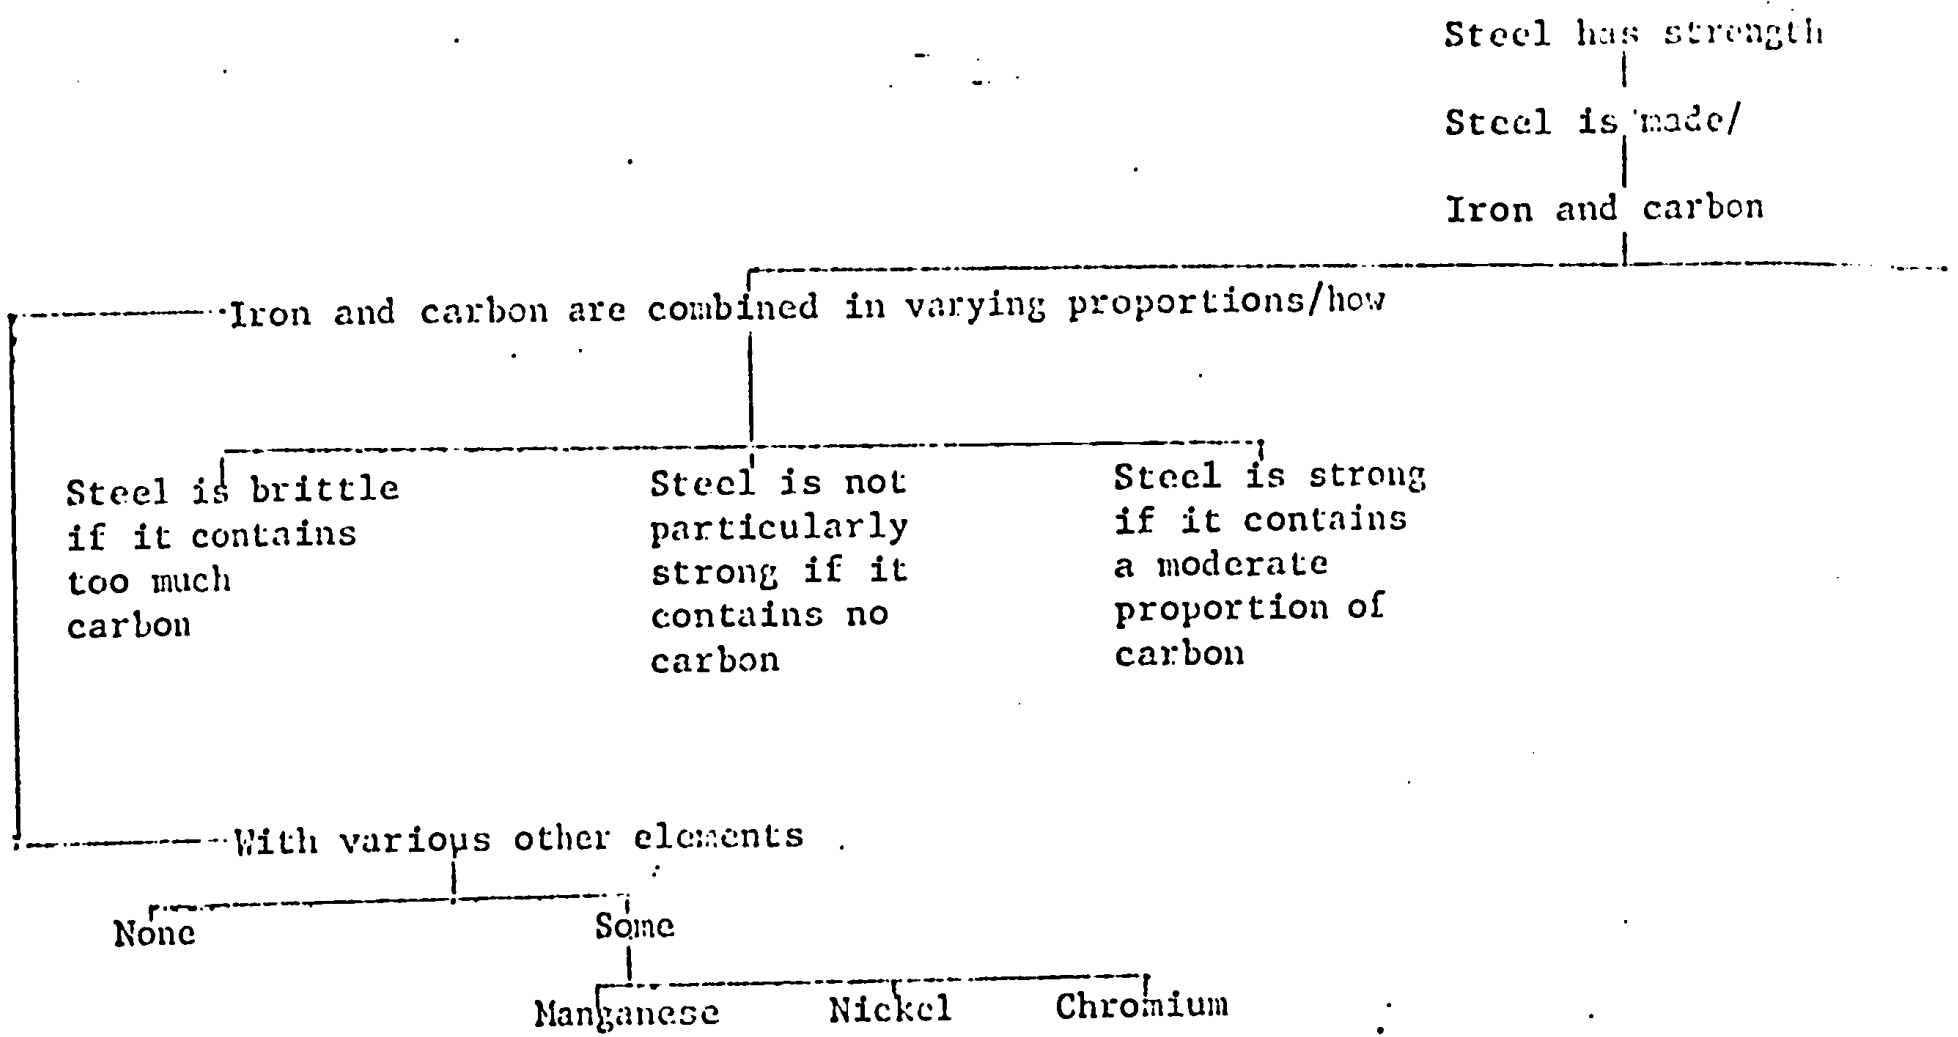 Steel has strength
Steel is made/
Iron and carbon
Iron and carbon are combined in varying proportions/how
Steel is brittle
if it contains
too much
carbon
Steel is not
particularly
strong if it
contains no
carbon
Steel is strong
if it contains
a moderate
proportion of
carbon
With various other elements
None
Some
Manganese
Nickel
Chromium